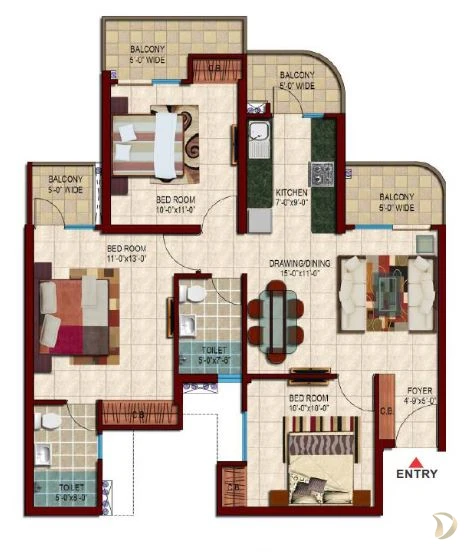 BALCONY
5'-0" WIDE
C.B.
BALCONY
5'-0" WIDE
BED ROOM
10'-0"x11'-0"
KITCHEN
7'-0"x9'-0"
BALCONY
5'-0" WIDE
BALCONY
5'-0" WIDE
BED ROOM
11'-0"x13'-0"
DRAWING/DINING
15'-0"x11'-0"
TOILET
5'-0"x7'-6"
BED ROOM
10'-0"x10'-0"
FOYER
4'-9"x5'-0"
C.B.
C.B.
ENTRY
TOILET
5'-0"x8'-0"
C.B.